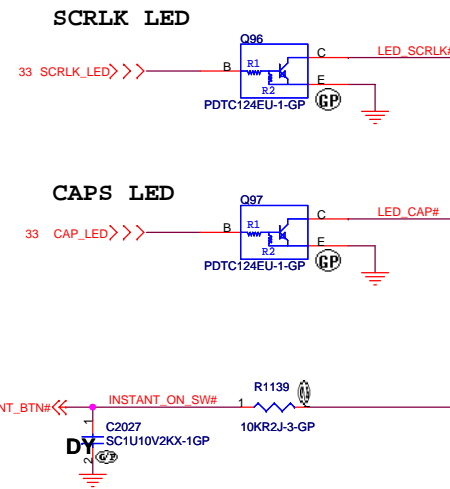 SCRLK LED
Q96
33 SCRLK_LED
B
R1
R2
C
E
LED_SCRLK#
PDTC124EU-1-GP
GP
CAPS LED
Q97
33 CAP_LED
B
R1
R2
C
E
LED_CAP#
PDTC124EU-1-GP
GP
NT_BTN#
INSTANT_ON_SW#
1
R1139
10KR2J-3-GP
1
C2027
SC1U10V2KX-1GP
DY
2